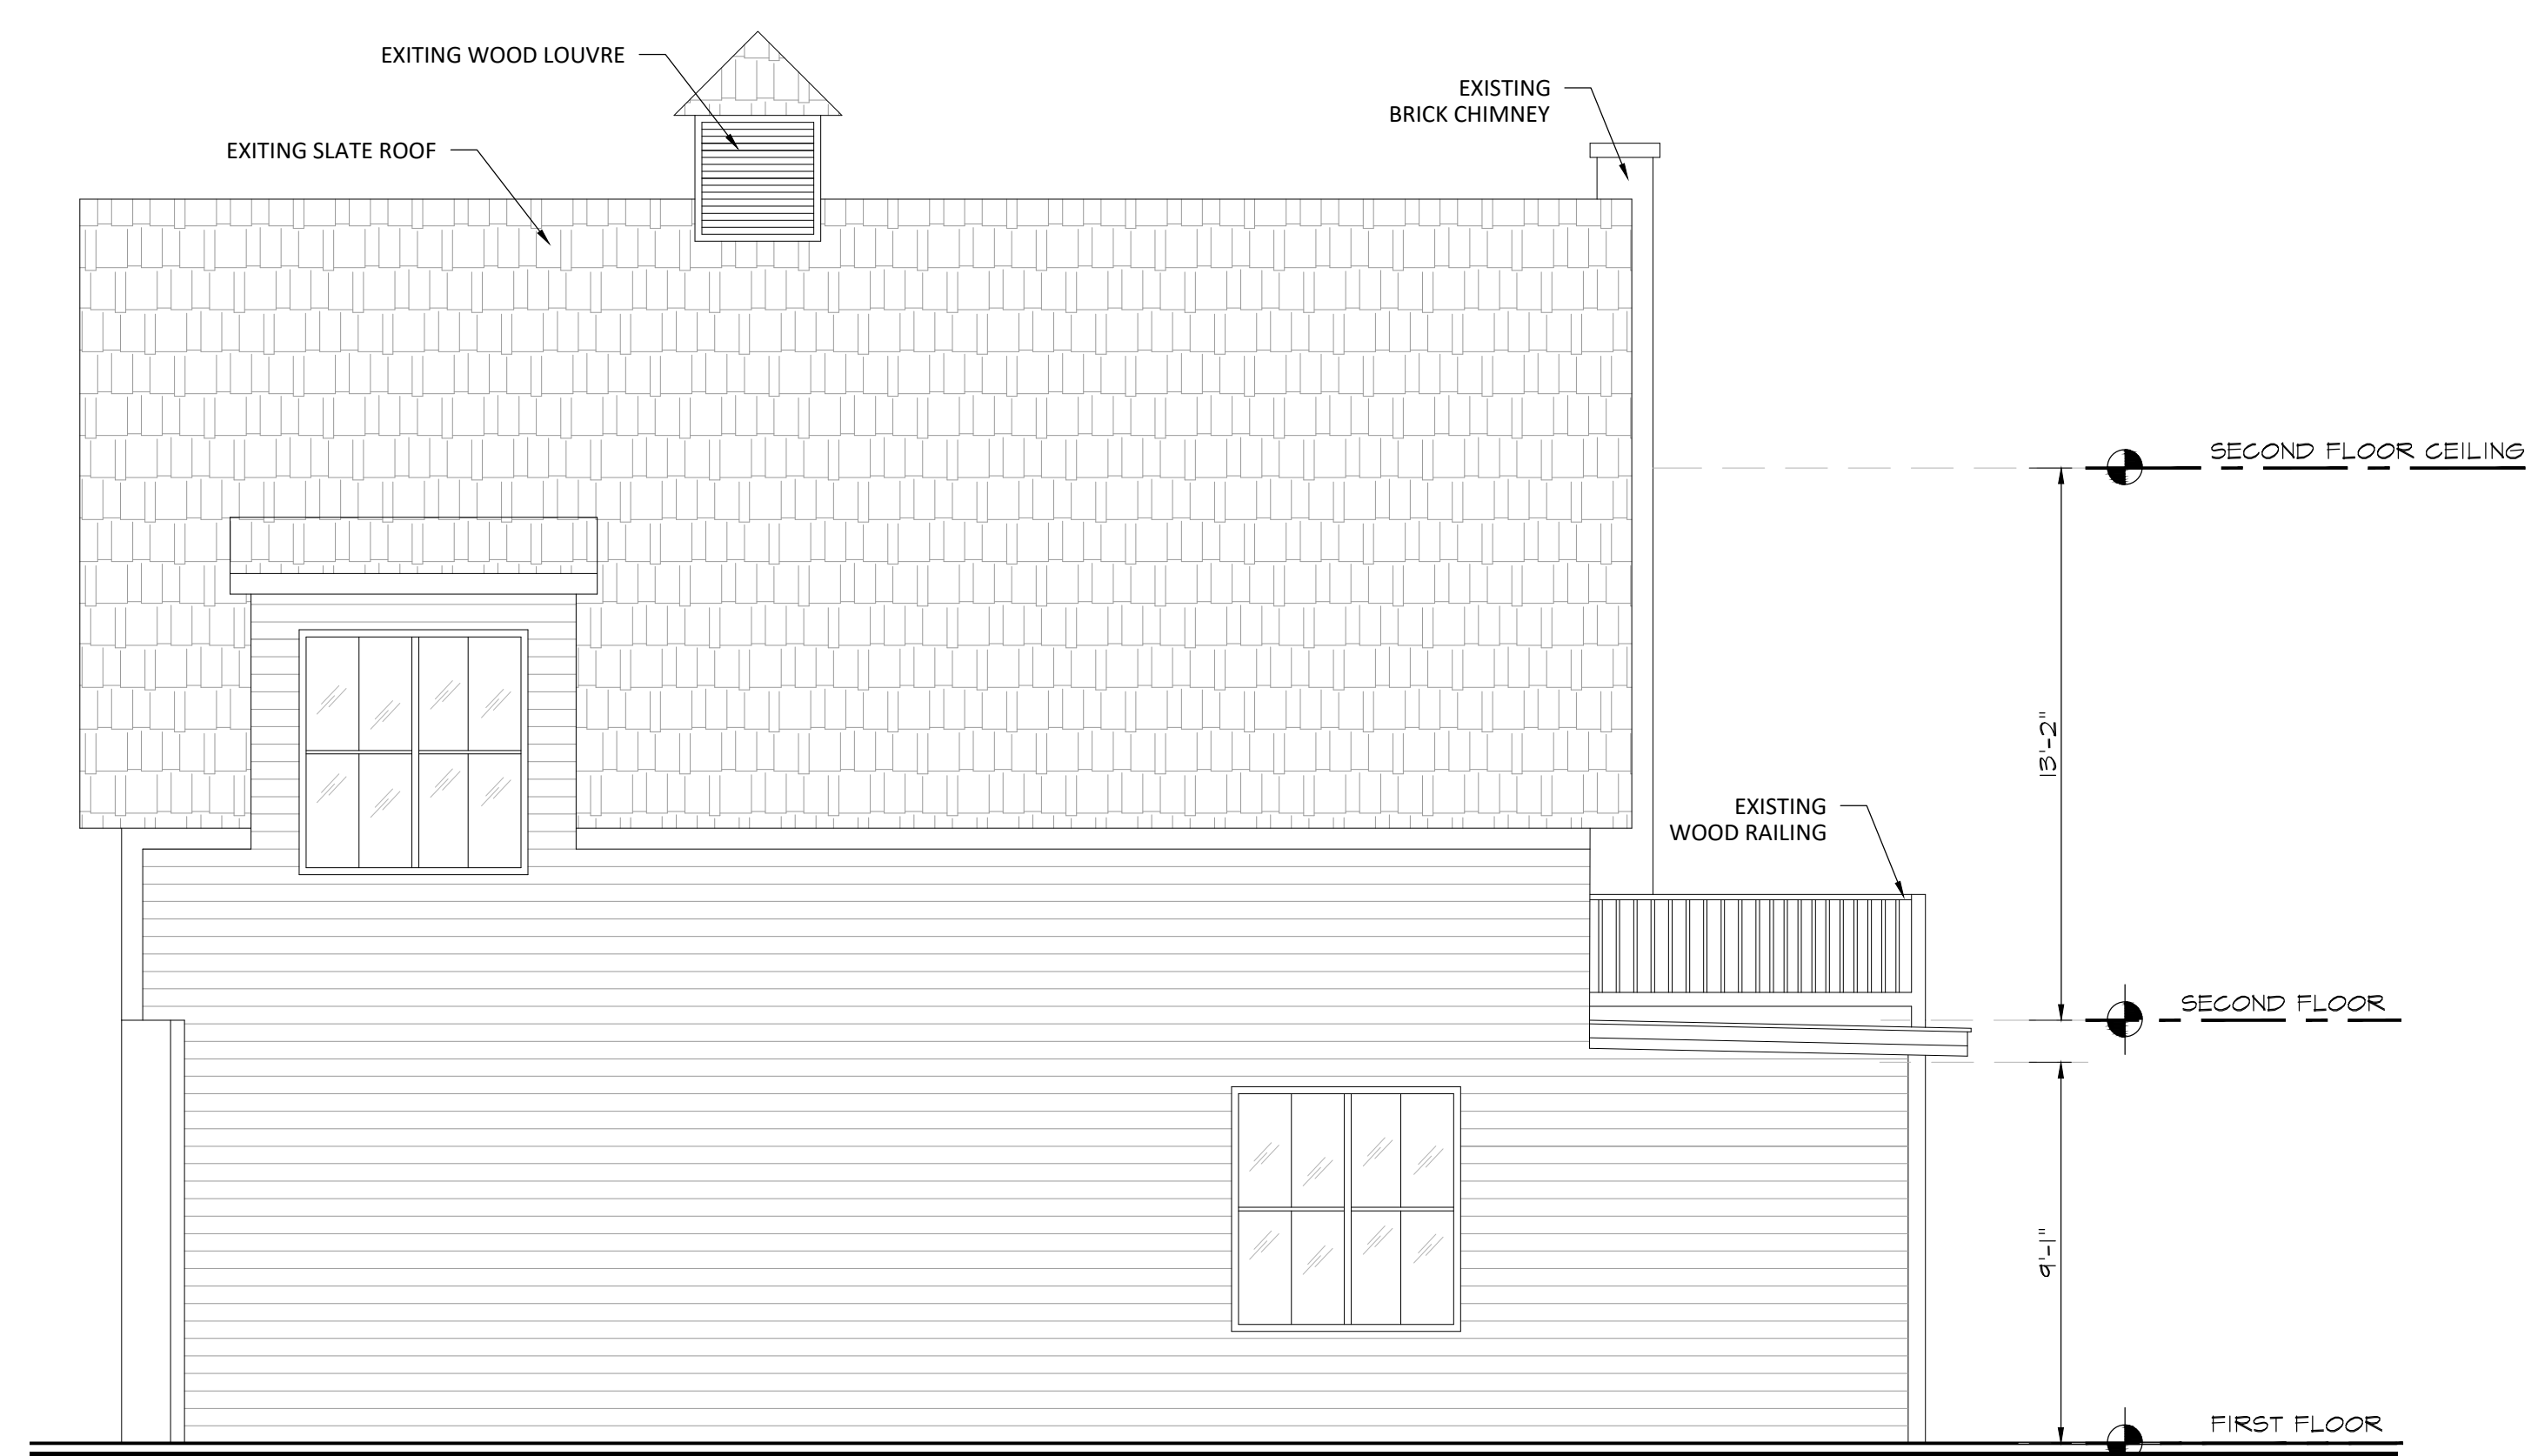 EXITING WOOD LOUVRE
EXISTING
BRICK CHIMNEY
EXITING SLATE ROOF
SECOND FLOOR CEILING
13'-2"
EXISTING
WOOD RAILING
SECOND FLOOR
9'-1"
FIRST FLOOR